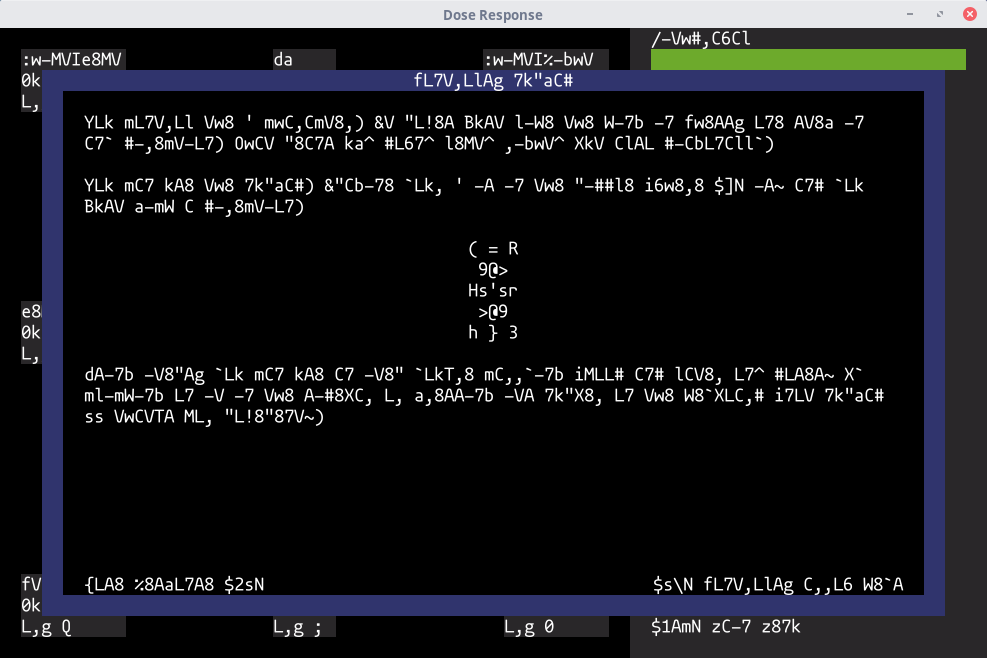 Dose Response
/-Vw#,C6Cl
:w-MVIe8MV da :w-MVI%-bwV
0k
L,
fL7V,LlAg 7k"aC#
YLk mL7V,Ll Vw8 ' mwC,CmV8,) &V "L!8A BkAV l-W8 Vw8 W-7b -7 fw8AAg L78 AV8a -7
C7` #-,8mV-L7) OwCV "8C7A ka^ #L67^ l8MV^ ,-bwV^ XkV ClAL #-CbL7Cll`)
YLk mC7 kA8 Vw8 7k"aC#) &"Cb-78 `Lk, ' -A -7 Vw8 "-##l8 i6w8,8 $]N -A~ C7# `Lk
BkAV a-mW C #-,8mV-L7)
( = R
9@>
Hs'sr
>@9
h } 3
e8
0k
L,
dA-7b -V8"Ag `Lk mC7 kA8 C7 -V8" `LkT,8 mC,,`-7b iMLL# C7# lCV8, L7^ #LA8A~ X`
ml-mW-7b L7 -V -7 Vw8 A-#8XC, L, a,8AA-7b -VA 7k"X8, L7 Vw8 W8`XLC,# i7LV 7k"aC#
ss VwCVTA ML, "L!8"87V~)
{LA8 %8AaL7A8 $2sN $s\N fL7V,LlAg C,,L6 W8`A
fV
0k
L,g Q L,g ; L,g 0 $1AmN zC-7 z87k